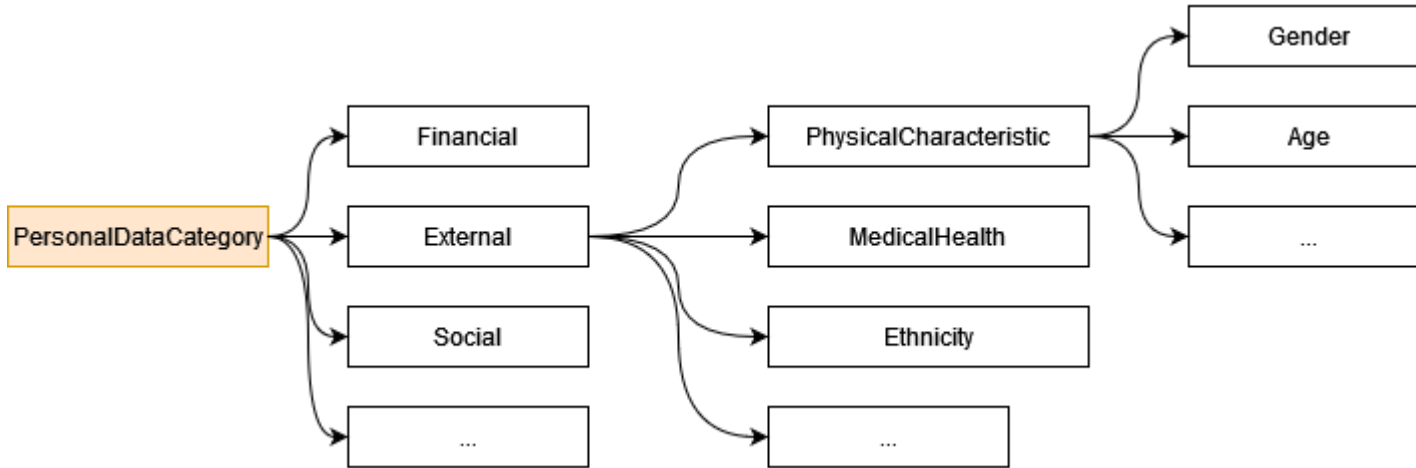 Gender
Financial
PhysicalCharacteristic
Age
PersonalDataCategory
External
MedicalHealth
...
Social
Ethnicity
...
...